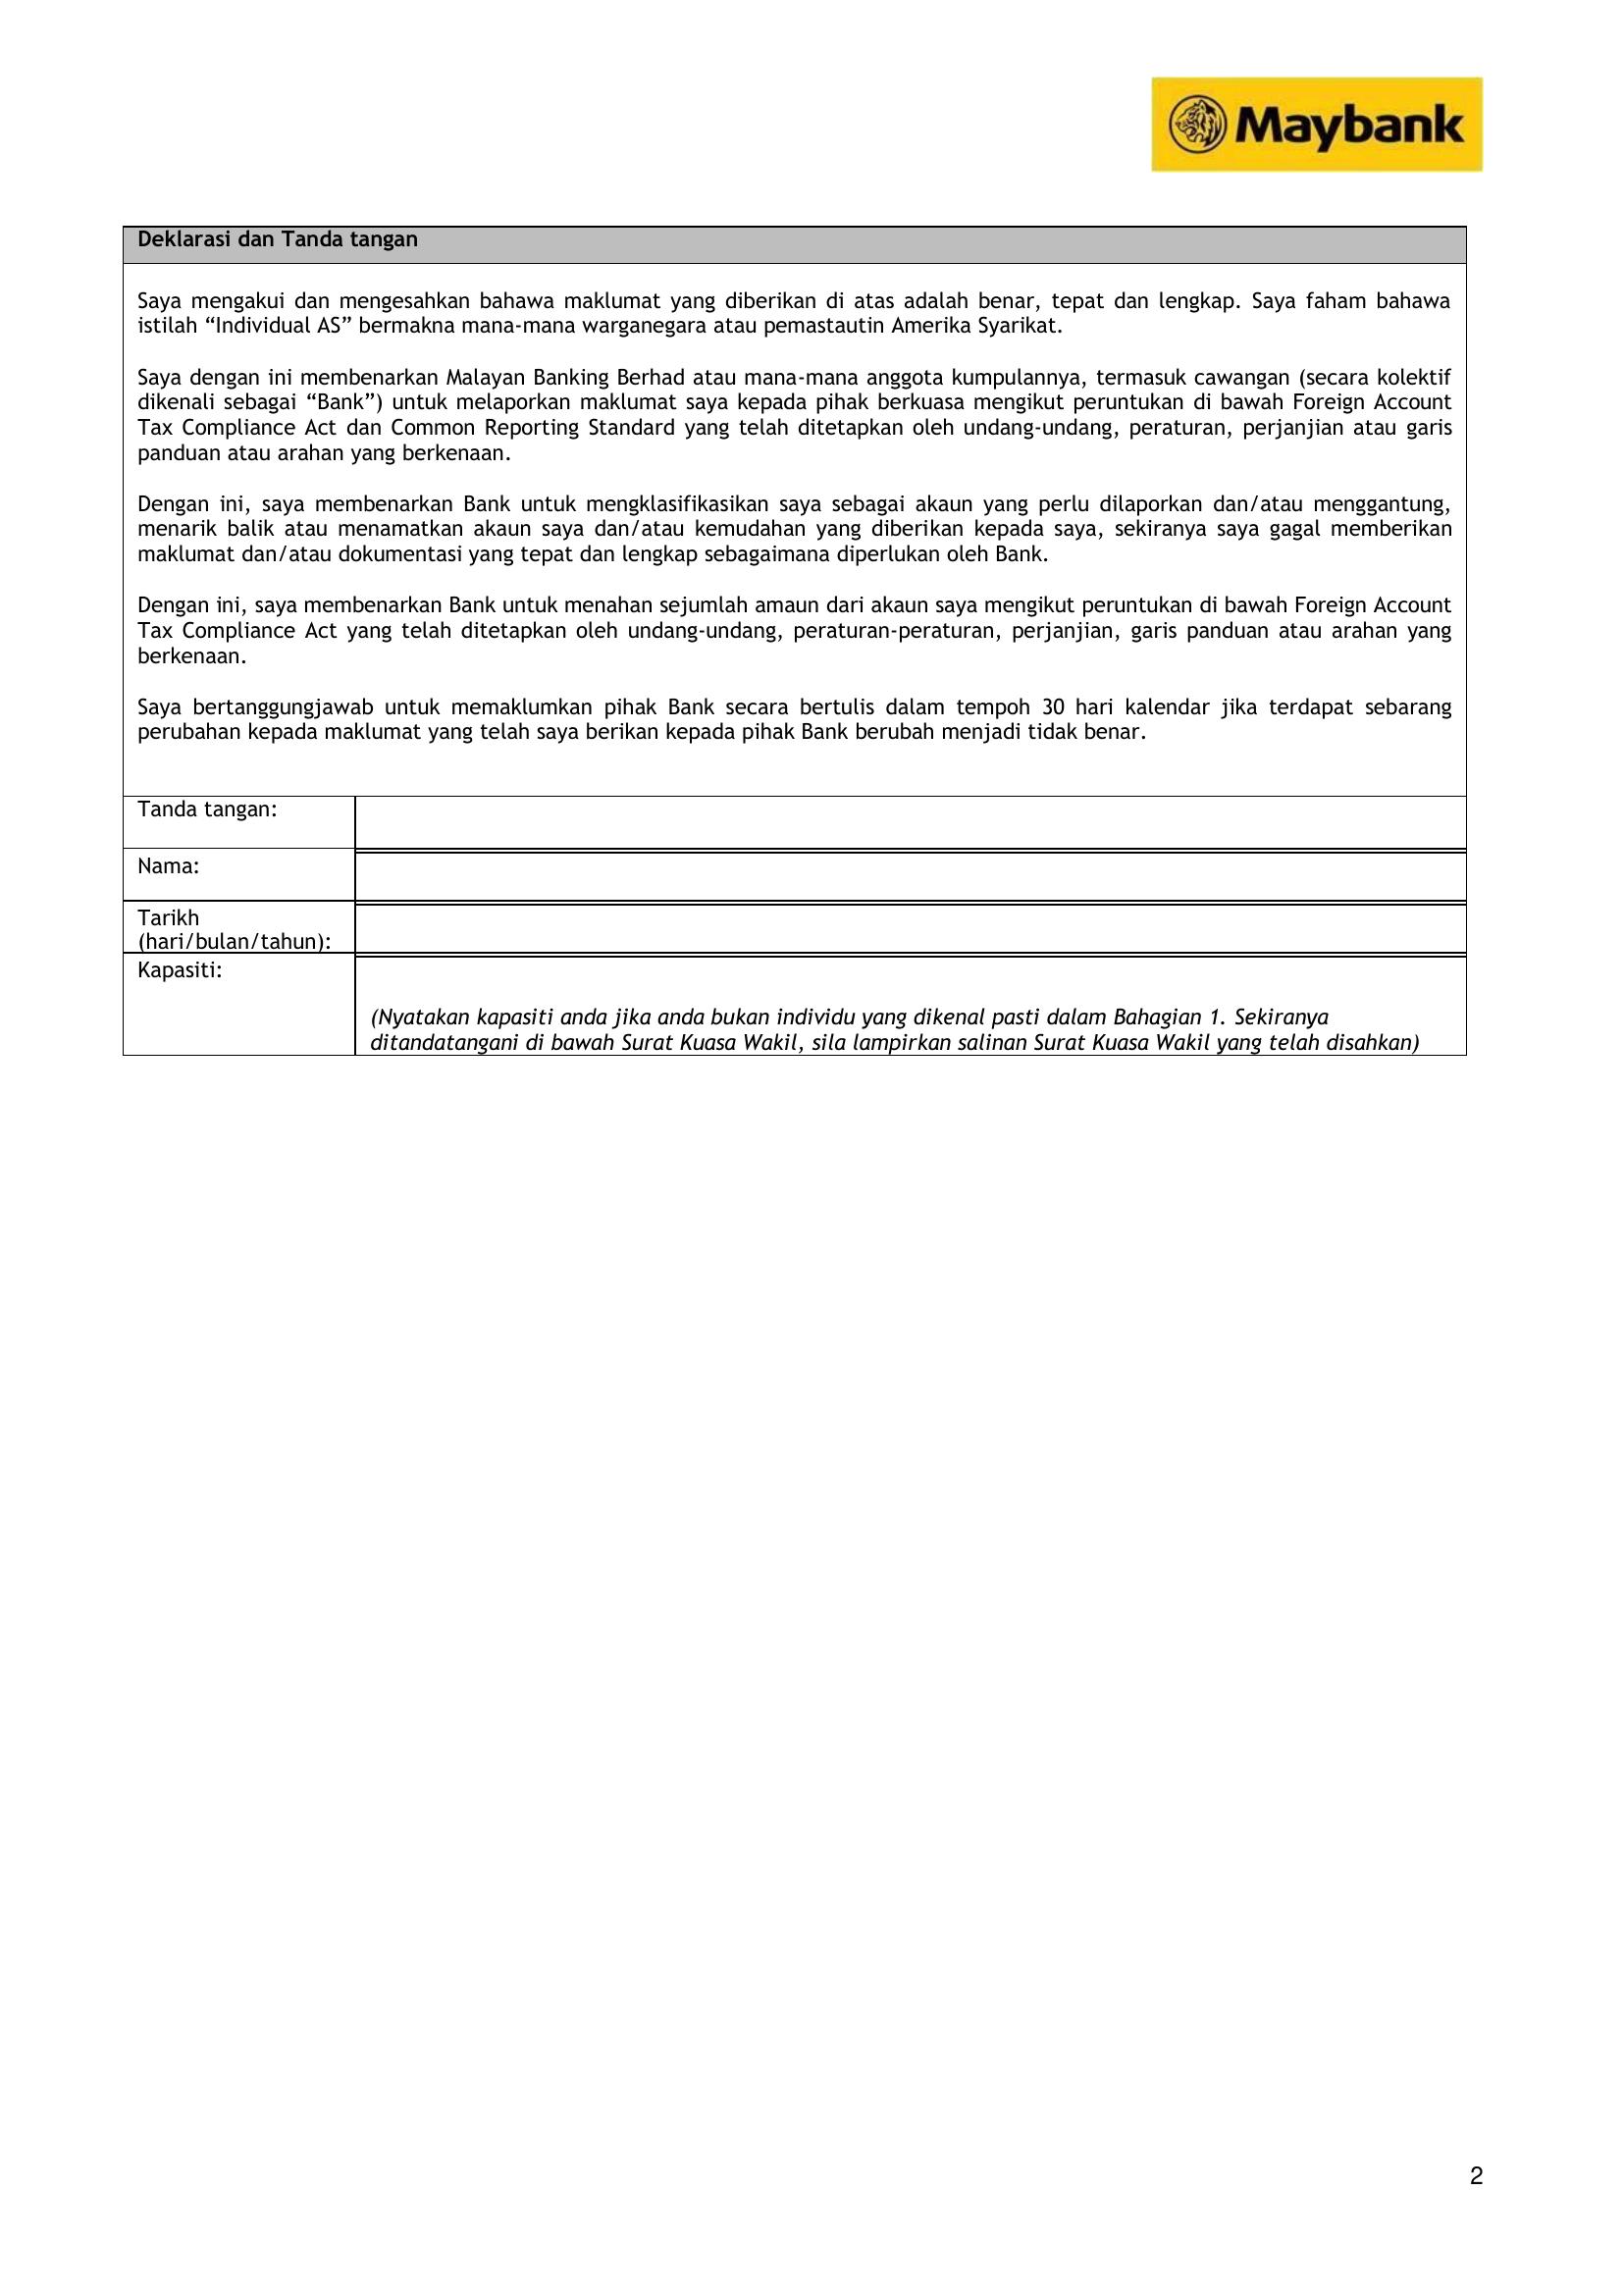 Maybank
Deklarasi dan Tanda tangan
Saya mengakui dan mengesahkan bahawa maklumat yang diberikan di atas adalah benar, tepat dan lengkap. Saya faham bahawa
istilah “Individual AS” bermakna mana-mana warganegara atau pemastautin Amerika Syarikat.
Saya dengan ini membenarkan Malayan Banking Berhad atau mana-mana anggota kumpulannya, termasuk cawangan (secara kolektif
dikenali sebagai “Bank”) untuk melaporkan maklumat saya kepada pihak berkuasa mengikut peruntukan di bawah Foreign Account
Tax Compliance Act dan Common Reporting Standard yang telah ditetapkan oleh undang-undang, peraturan, perjanjian atau garis
panduan atau arahan yang berkenaan.
Dengan ini, saya membenarkan Bank untuk mengklasifikasikan saya sebagai akaun yang perlu dilaporkan dan/atau menggantung,
menarik balik atau menamatkan akaun saya dan/atau kemudahan yang diberikan kepada saya, sekiranya saya gagal memberikan
maklumat dan/atau dokumentasi yang tepat dan lengkap sebagaimana diperlukan oleh Bank.
Dengan ini, saya membenarkan Bank untuk menahan sejumlah amaun dari akaun saya mengikut peruntukan di bawah Foreign Account
Tax Compliance Act yang telah ditetapkan oleh undang-undang, peraturan-peraturan, perjanjian, garis panduan atau arahan yang
berkenaan.
Saya bertanggungjawab untuk memaklumkan pihak Bank secara bertulis dalam tempoh 30 hari kalendar jika terdapat sebarang
perubahan kepada maklumat yang telah saya berikan kepada pihak Bank berubah menjadi tidak benar.
Tanda tangan:
Nama:
Tarikh
(hari/bulan/tahun):
Kapasiti:
(Nyatakan kapasiti anda jika anda bukan individu yang dikenal pasti dalam Bahagian 1. Sekiranya
ditandatangani di bawah Surat Kuasa Wakil, sila lampirkan salinan Surat Kuasa Wakil yang telah disahkan)
2